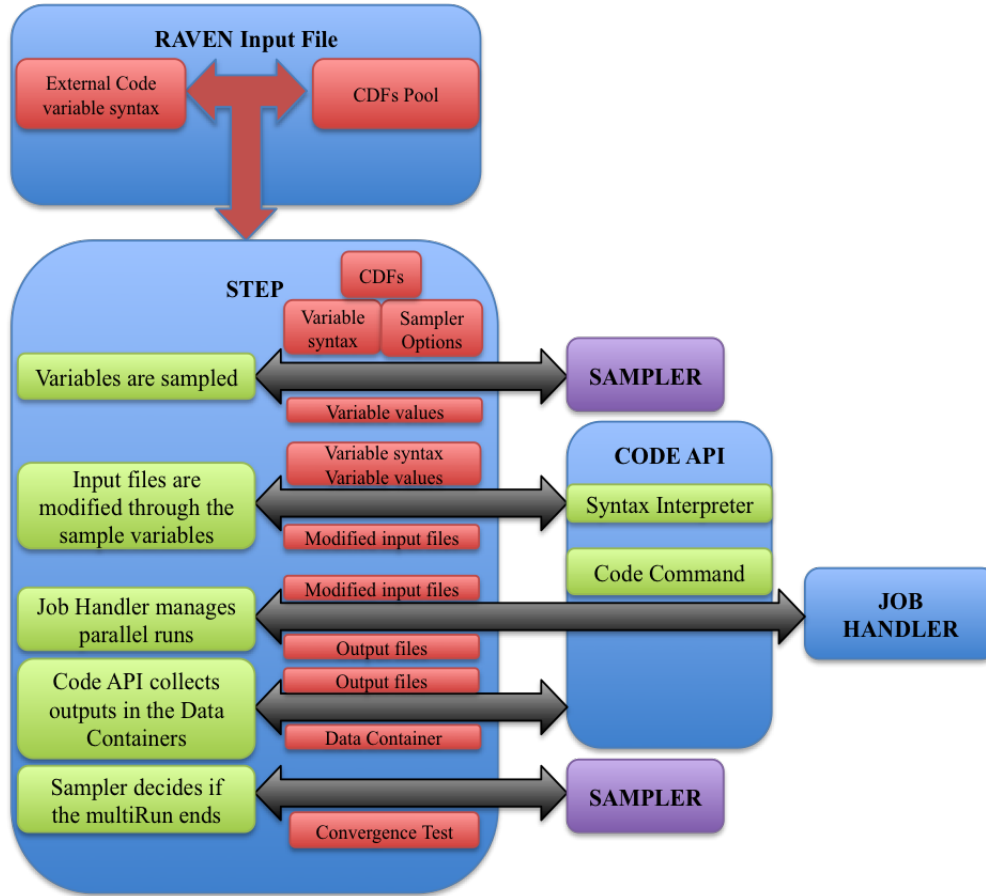 RAVEN Input File
External Code
variable syntax
CDFs Pool
STEP
CDFs
Variable
syntax
Sampler
Options
Variables are sampled
SAMPLER
Variable values
Variable syntax
Variable values
CODE API
Input files are
modified through the
sample variables
Syntax Interpreter
Modified input files
Code Command
Modified input files
Job Handler manages
parallel runs
JOB
HANDLER
Output files
Output files
Code API collects
outputs in the Data
Containers
Data Container
Sampler decides if
the multiRun ends
SAMPLER
Convergence Test